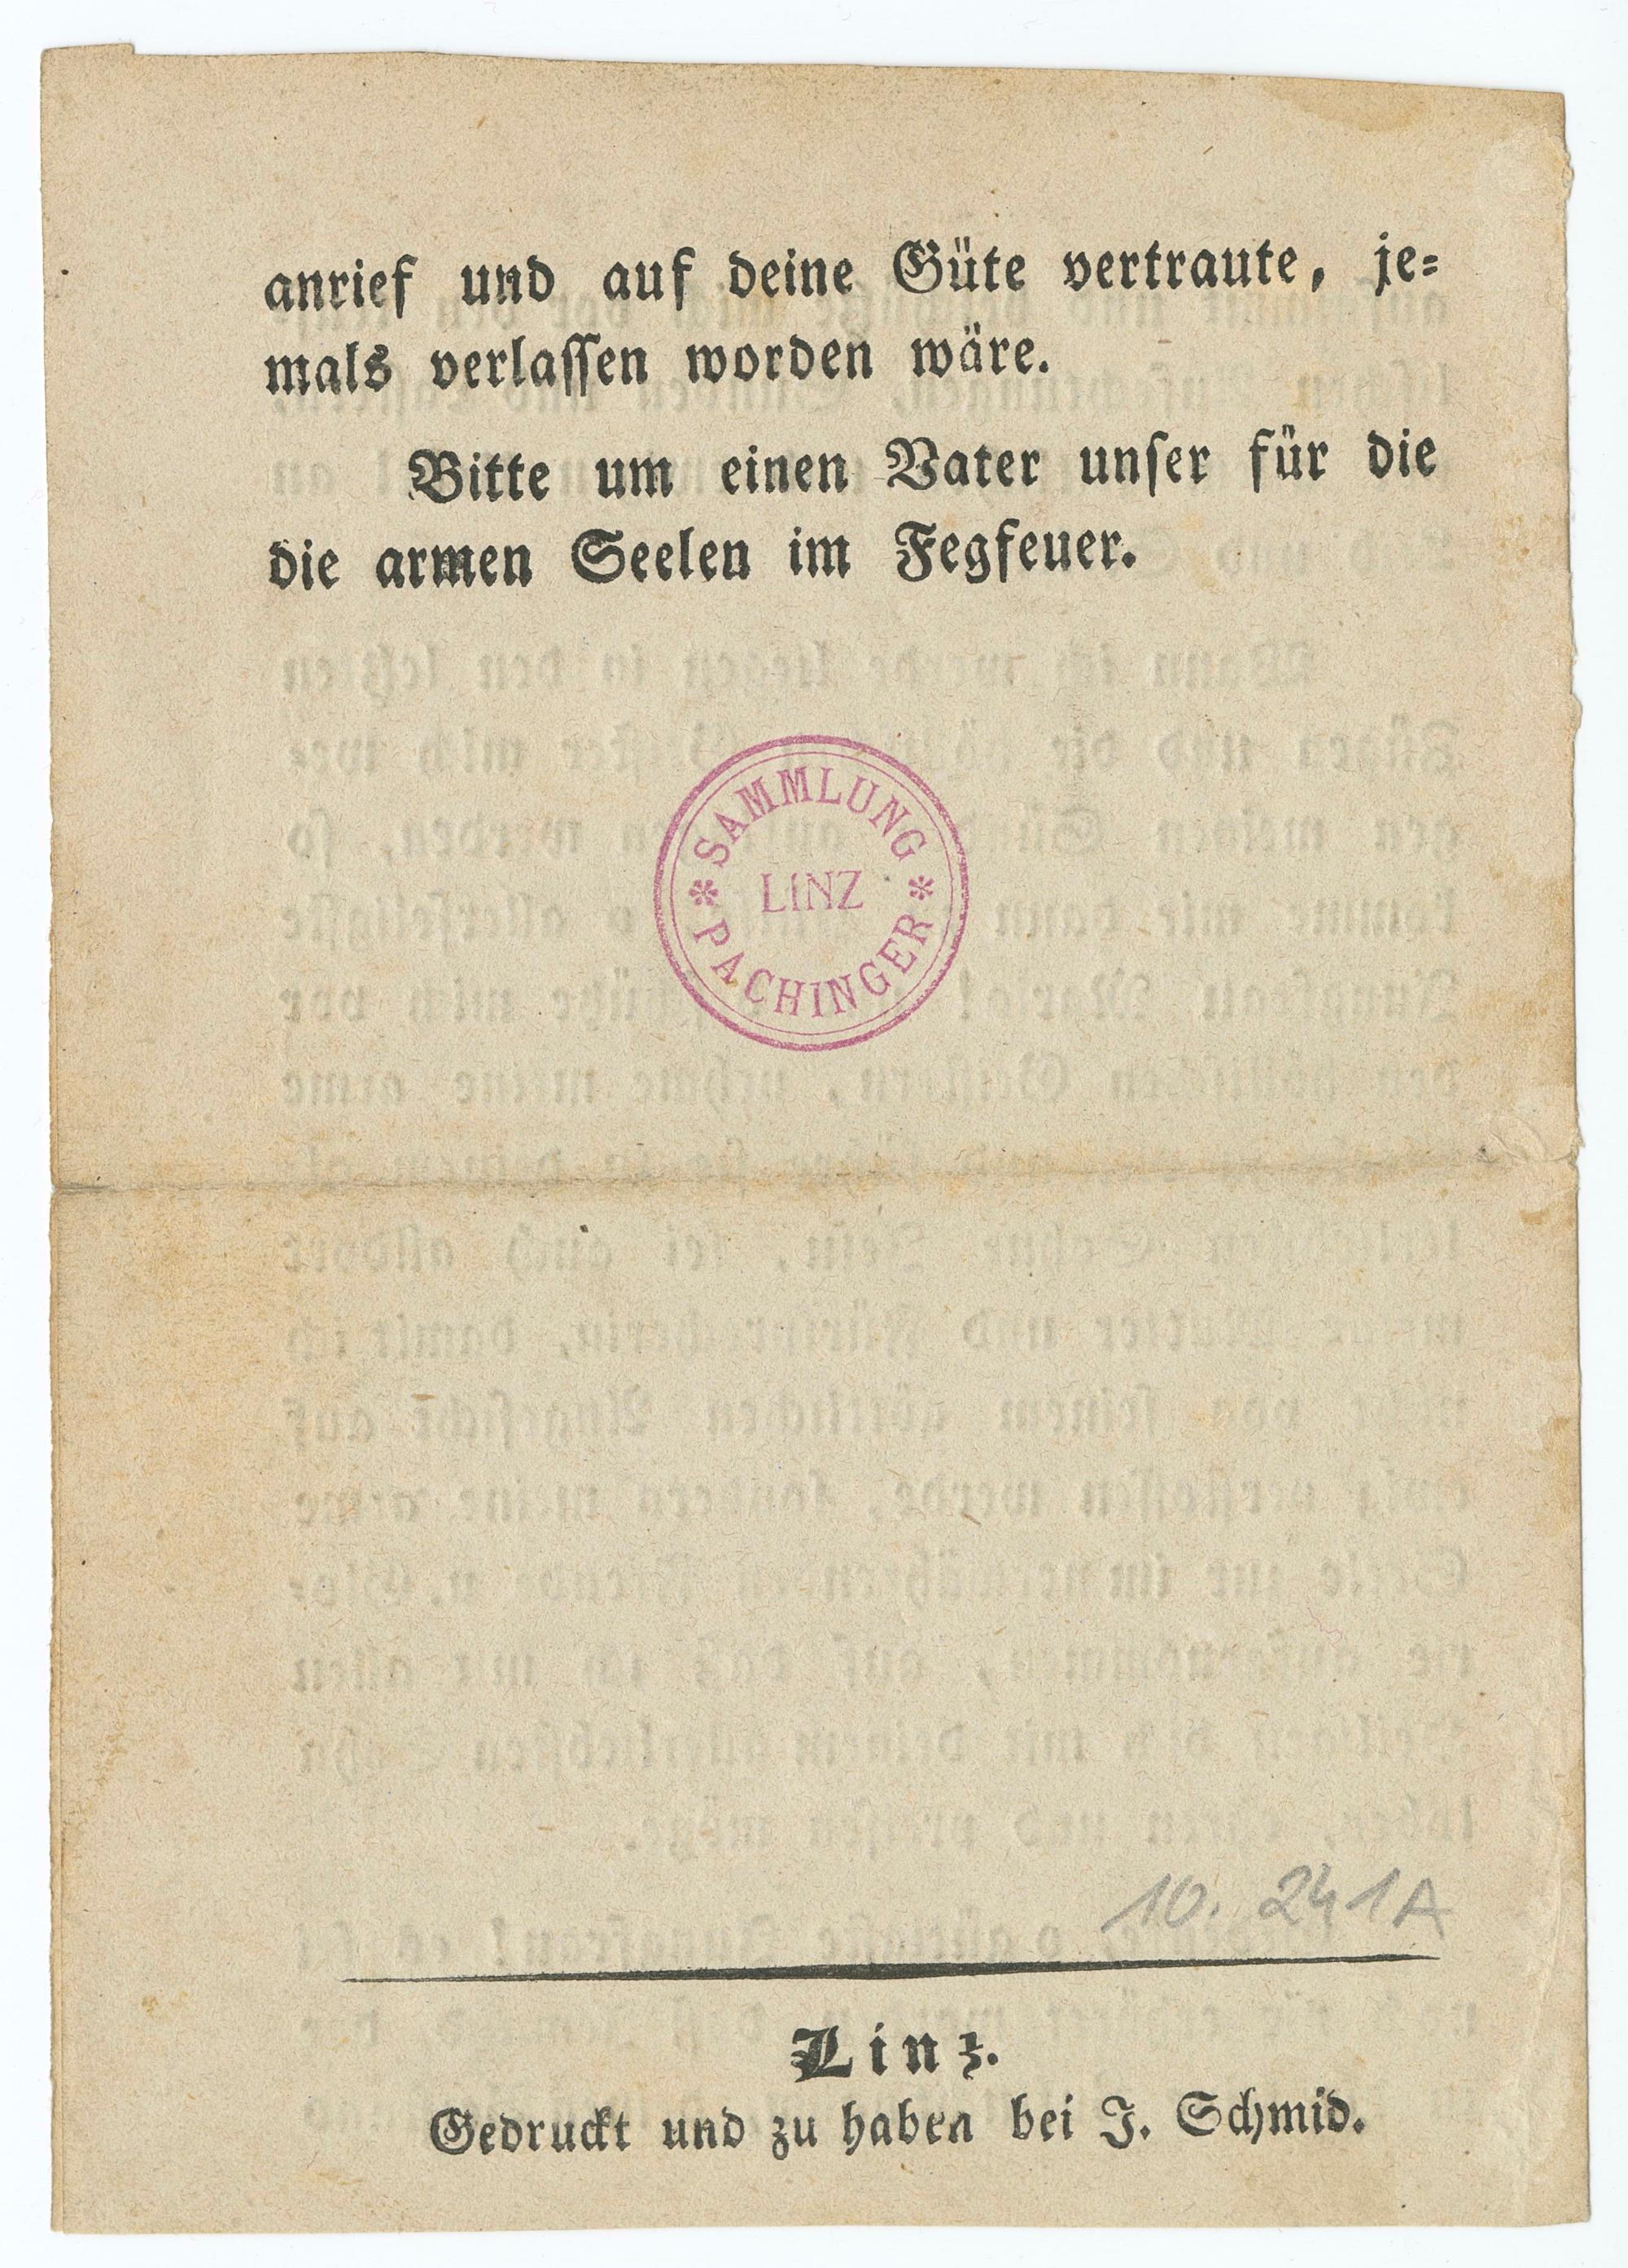 anrief und auf deine Güte vertraute, je=
mals verlaſſen worden wäre.
Bitte um einen Vater unſer für die
die armen Seelen im Fegfeuer.
SAMMLUNG
LINZ
PACHINGER
10. 241A
Linz.
Gedruckt und zu haben bei J. Schmid.